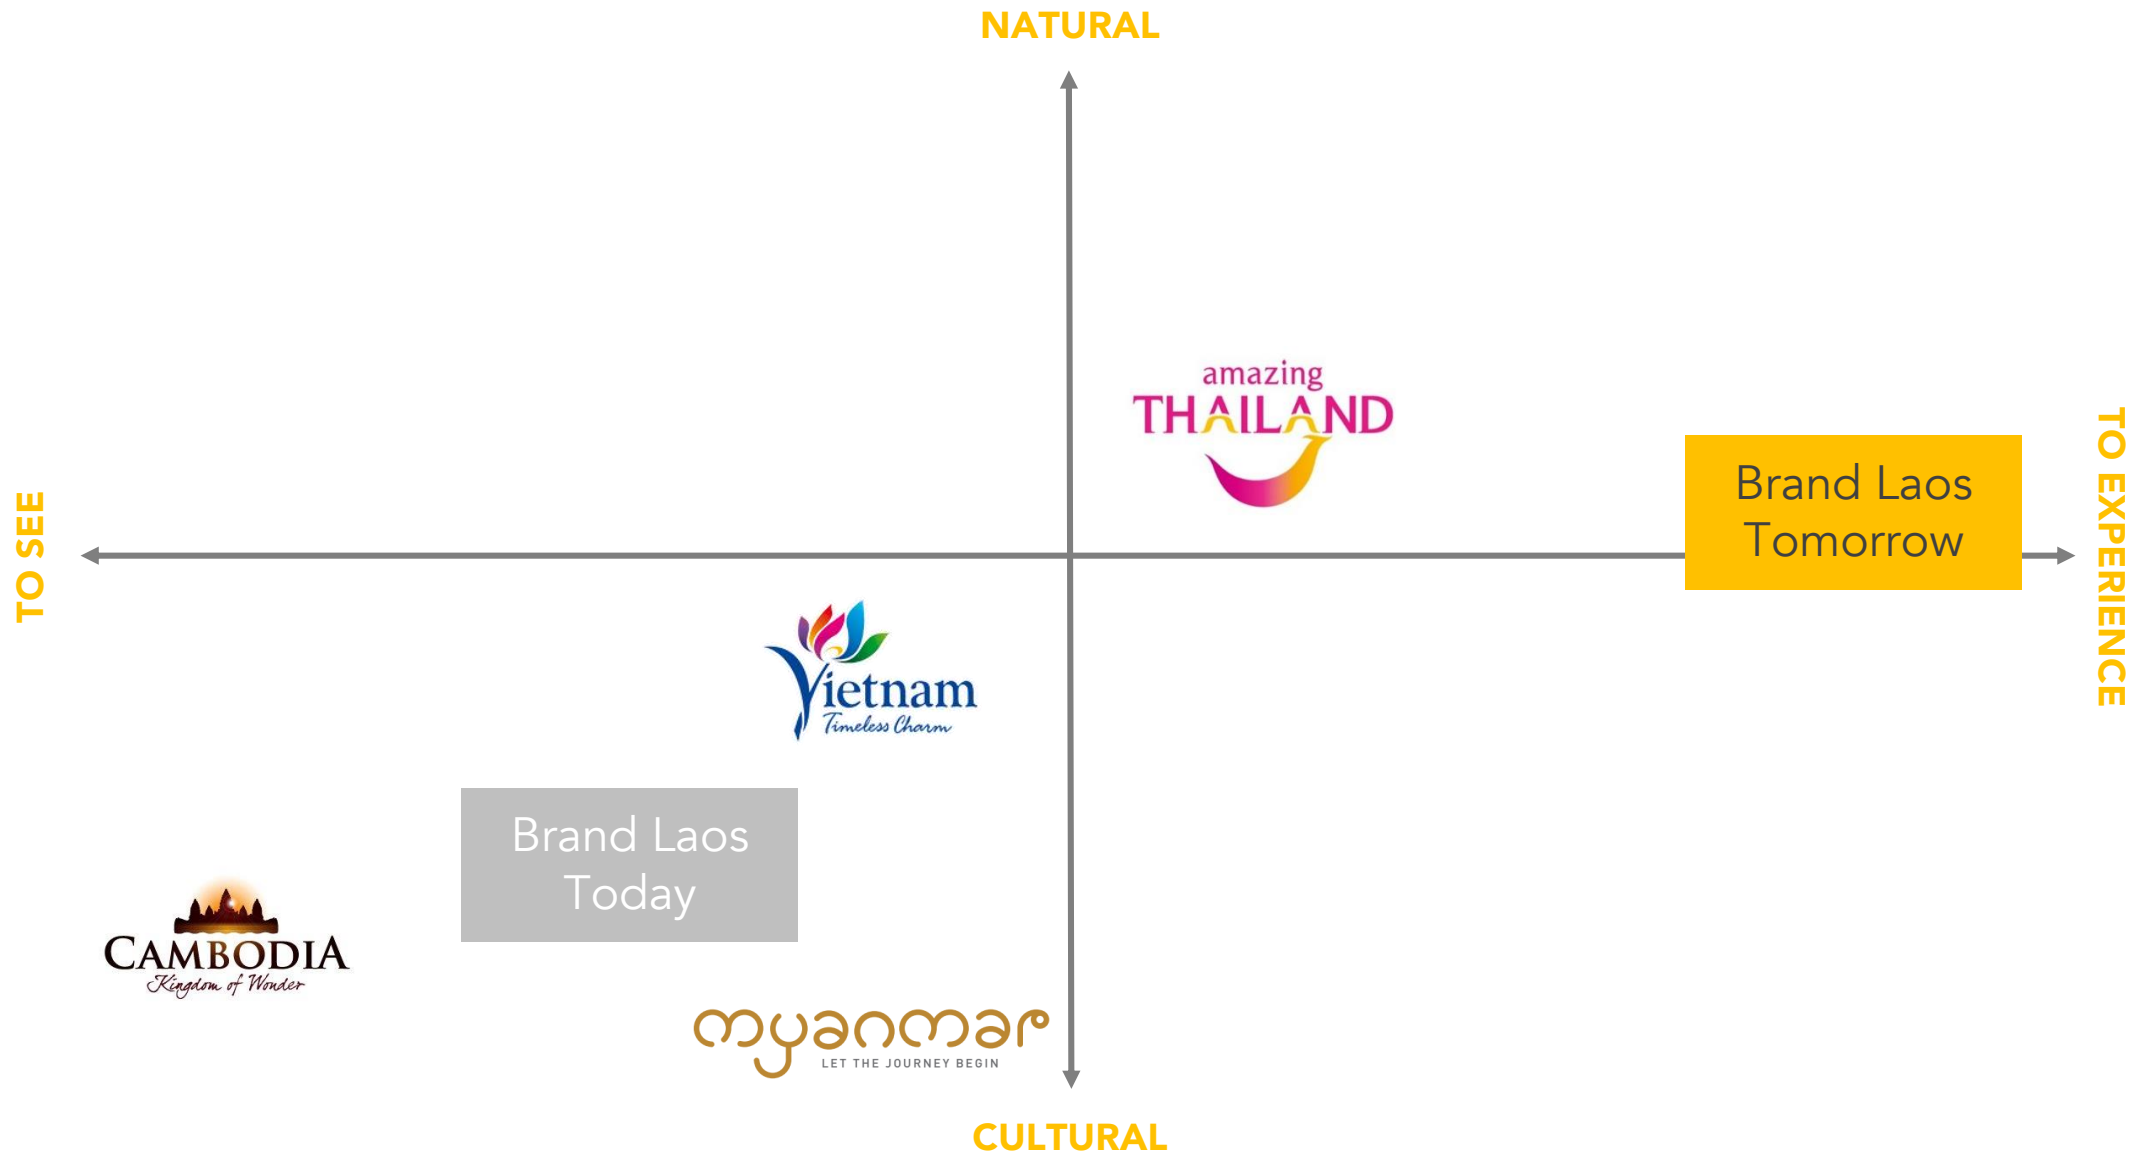 NATURAL
amazing
THAILAND
TO SEE
Brand Laos
Tomorrow
TO EXPERIENCE
Vietnam
Timeless Charm
Brand Laos
Today
CAMBODIA
Kingdom of Wonder
myanmar
LET THE JOURNEY BEGIN
CULTURAL